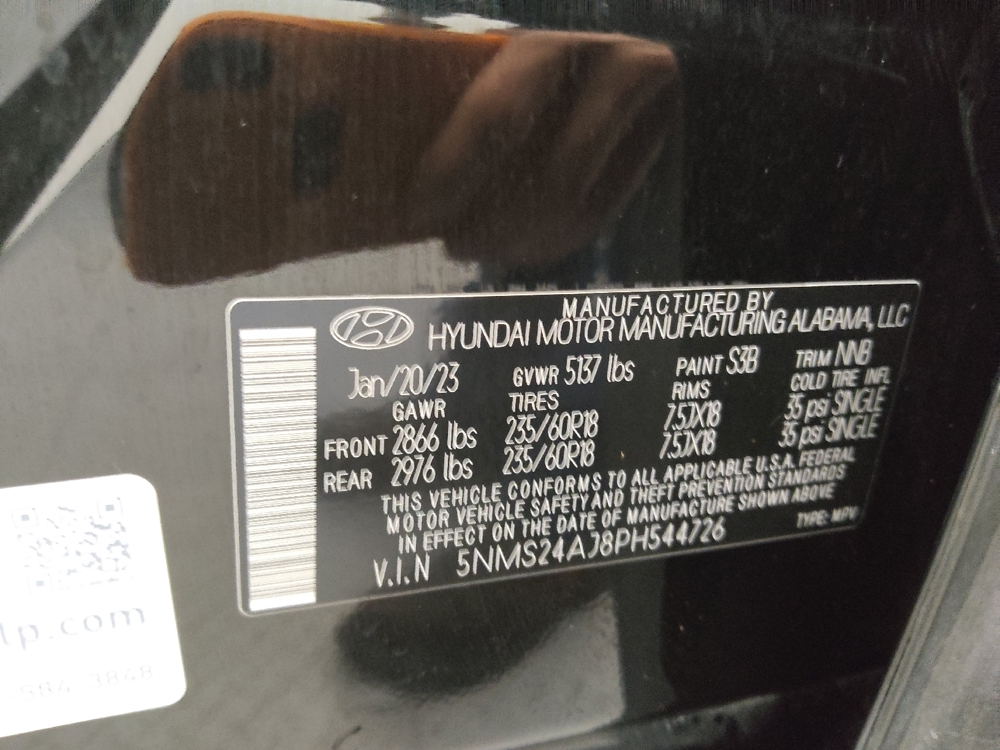 MANUFACTURED BY
HYUNDAI MOTOR MANUFACTURING ALABAMA, LLC
Jan/20/23 GVWR 5137 lbs PAINT S3B TRIM NNB
GAWR TIRES RIMS COLD TIRE INFL
FRONT 2866 lbs 235/60R18 7.5JX18 35 psi SINGLE
REAR 2976 lbs 235/60R18 7.5JX18 35 psi SINGLE
THIS VEHICLE CONFORMS TO ALL APPLICABLE U.S.A. FEDERAL
MOTOR VEHICLE SAFETY AND THEFT PREVENTION STANDARDS
IN EFFECT ON THE DATE OF MANUFACTURE SHOWN ABOVE
V.I.N 5NMS24AJ8PH544726 TYPE: MPV
lp.com
584-3848